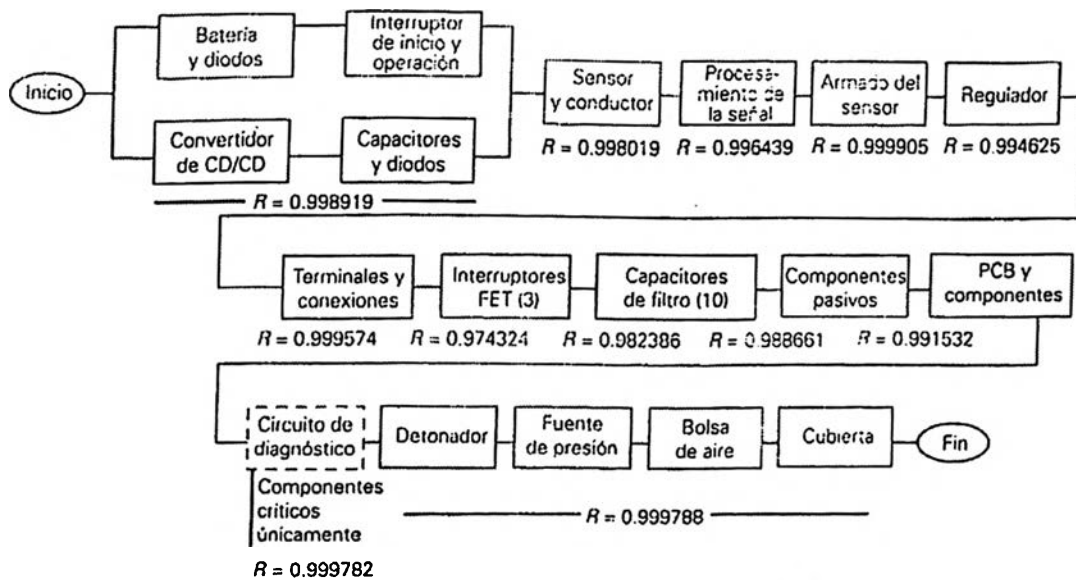 Inicio
Batería
y diodos
Interruptor
de inicio y
operación
Convertidor
de CD/CD
Capacitores
y diodos
R = 0.998919
Sensor
y conductor
R = 0.998019
Procesa-
miento de
la señal
R = 0.996439
Armado del
sensor
R = 0.999905
Regulador
R = 0.994625
Terminales y
conexiones
R = 0.999574
Interruptores
FET (3)
R = 0.974324
Capacitores
de filtro (10)
R = 0.982386
Componentes
pasivos
R = 0.988661
PCB y
componentes
R = 0.991532
Circuito de
diagnóstico
Componentes
críticos
únicamente
R = 0.999782
Detonador
Fuente
de presión
Bolsa
de aire
Cubierta
R = 0.999788
Fin